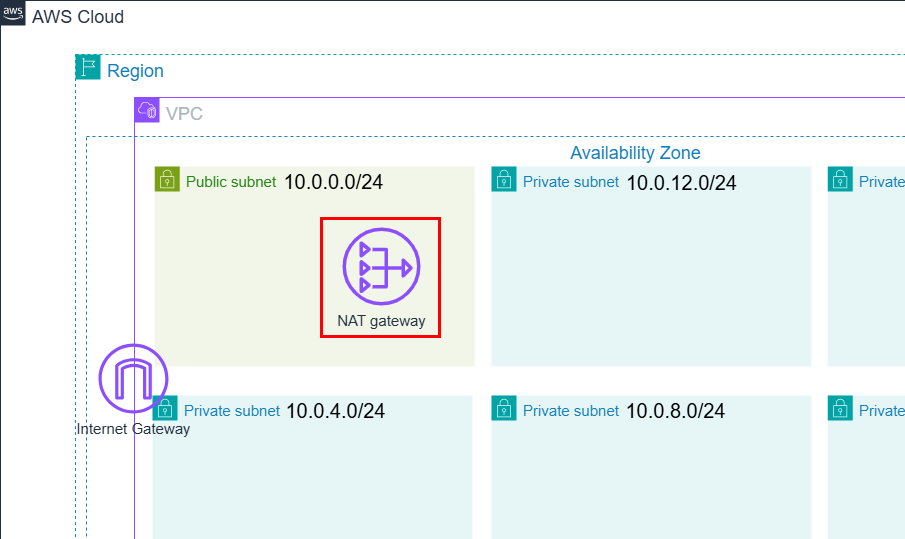 aws
AWS Cloud
Region
VPC
Availability Zone
Public subnet 10.0.0.0/24
Private subnet 10.0.12.0/24
Private
NAT gateway
Internet Gateway
Private subnet 10.0.4.0/24
Private subnet 10.0.8.0/24
Private